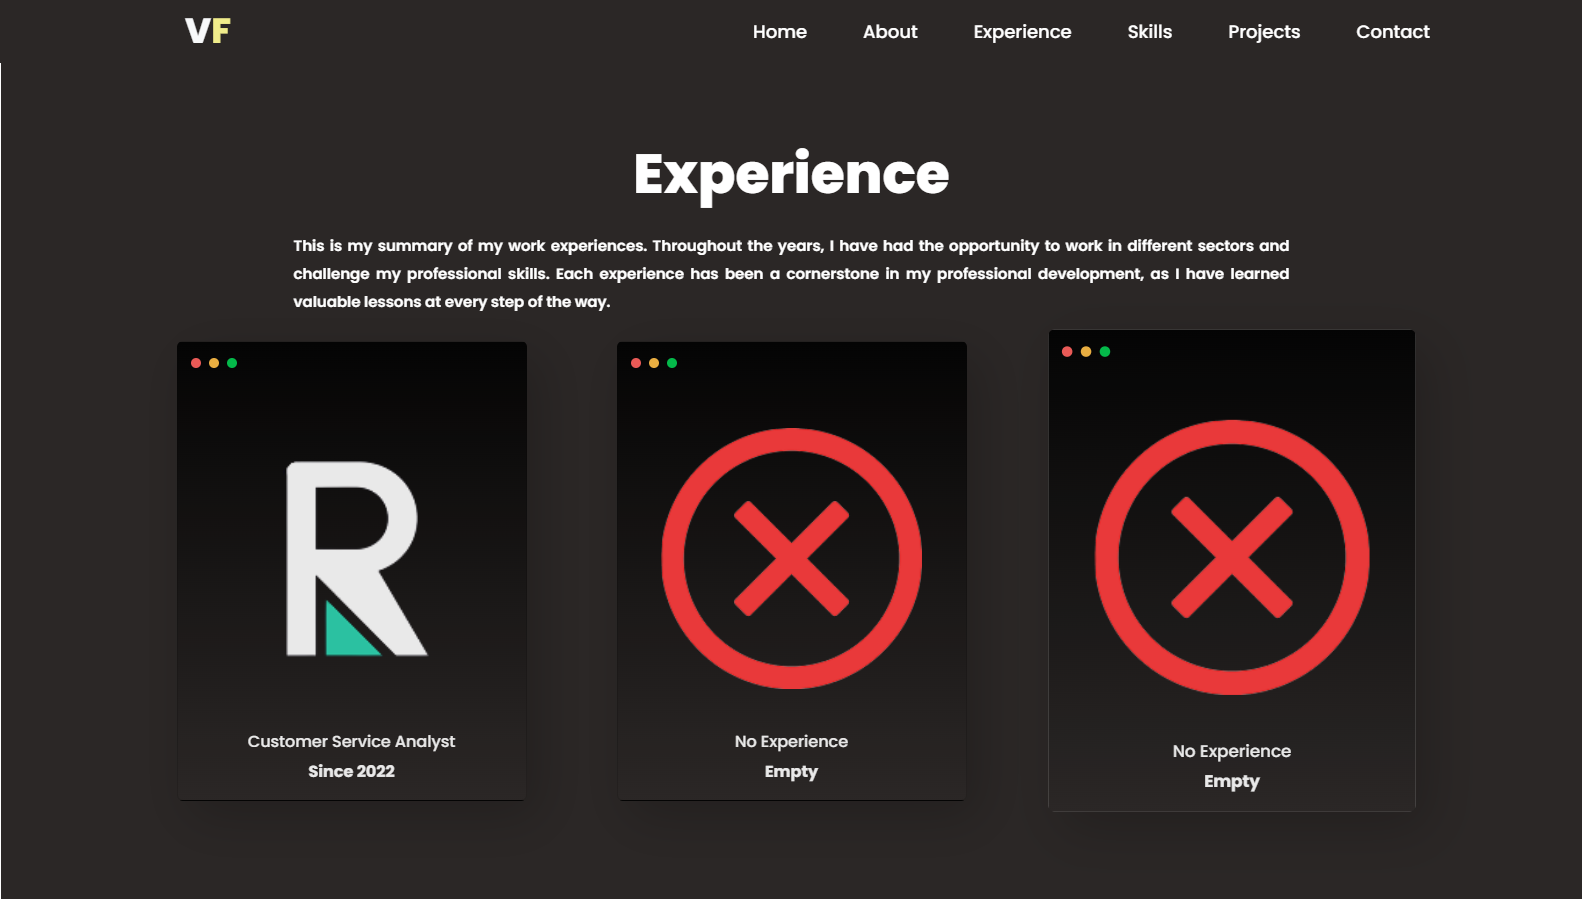 VF
Home About Experience Skills Projects Contact
Experience
This is my summary of my work experiences. Throughout the years, I have had the opportunity to work in different sectors and
challenge my professional skills. Each experience has been a cornerstone in my professional development, as I have learned
valuable lessons at every step of the way.
R
Customer Service Analyst
Since 2022
No Experience
Empty
No Experience
Empty